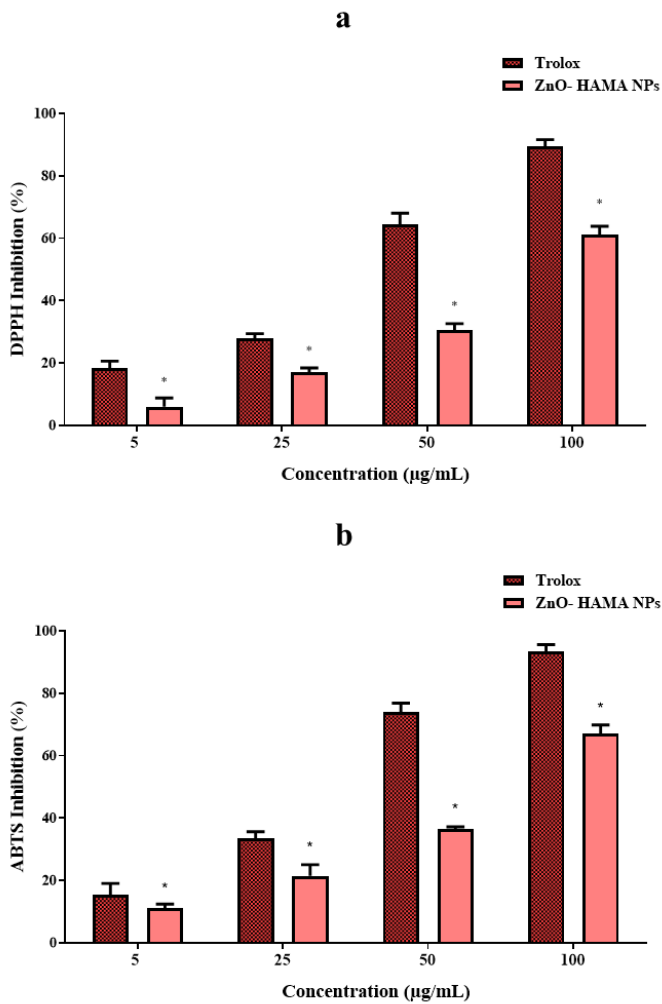 a
Trolox
ZnO- HAMA NPs
DPPH Inhibition (%)
100
80
60
40
20
0
*
*
*
*
5 25 50 100
Concentration (µg/mL)
b
Trolox
ZnO- HAMA NPs
ABTS Inhibition (%)
100
80
60
40
20
0
*
*
*
*
5 25 50 100
Concentration (µg/mL)